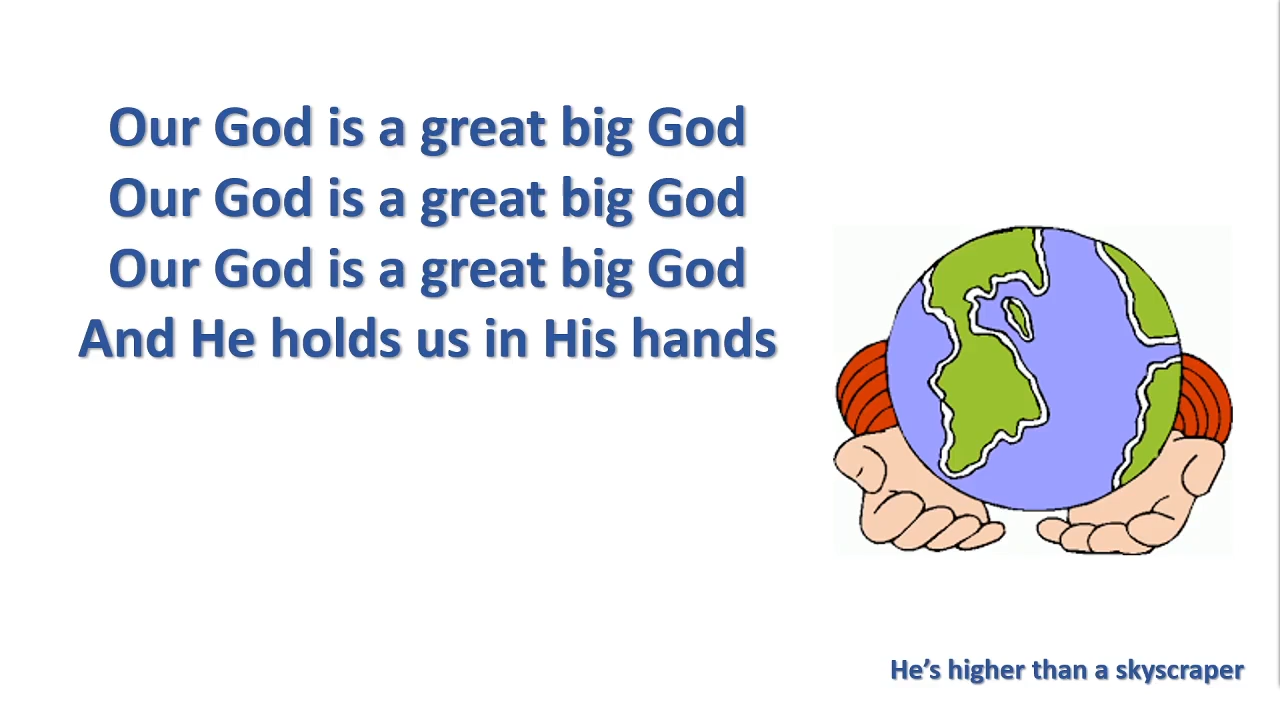 Our God is a great big God
Our God is a great big God
Our God is a great big God
And He holds us in His hands
He’s higher than a skyscraper